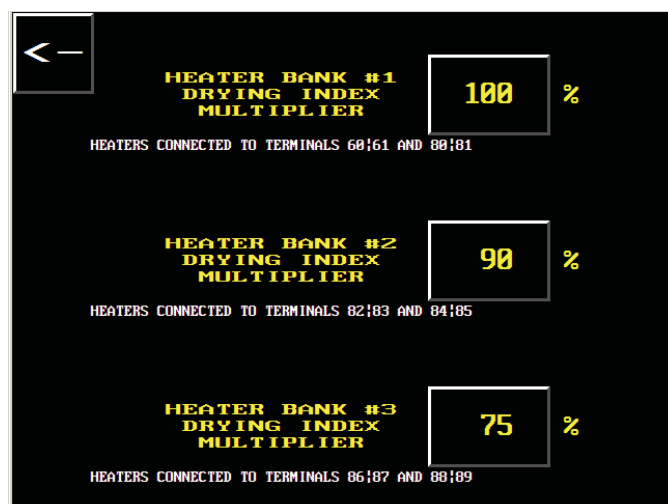 <-
HEATER BANK #1
DRYING INDEX
MULTIPLIER
100 %
HEATERS CONNECTED TO TERMINALS 60¦61 AND 80¦81
HEATER BANK #2
DRYING INDEX
MULTIPLIER
90 %
HEATERS CONNECTED TO TERMINALS 82¦83 AND 84¦85
HEATER BANK #3
DRYING INDEX
MULTIPLIER
75 %
HEATERS CONNECTED TO TERMINALS 86¦87 AND 88¦89